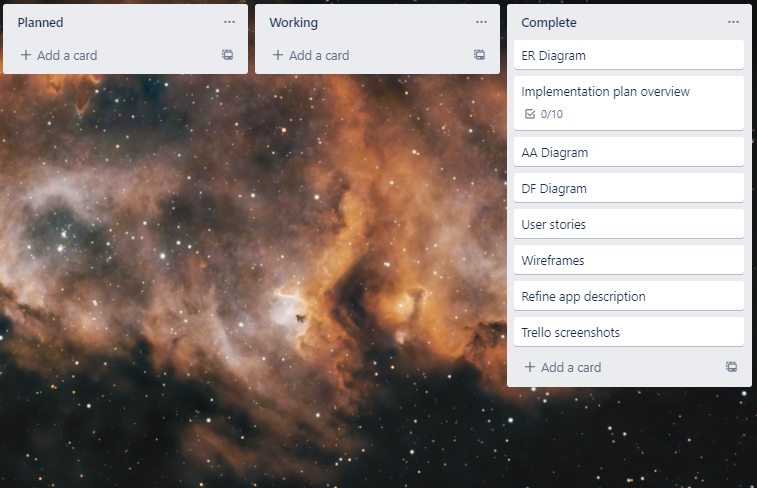 Planned
+ Add a card
Working
+ Add a card
Complete
ER Diagram
Implementation plan overview
0/10
AA Diagram
DF Diagram
User stories
Wireframes
Refine app description
Trello screenshots
+ Add a card